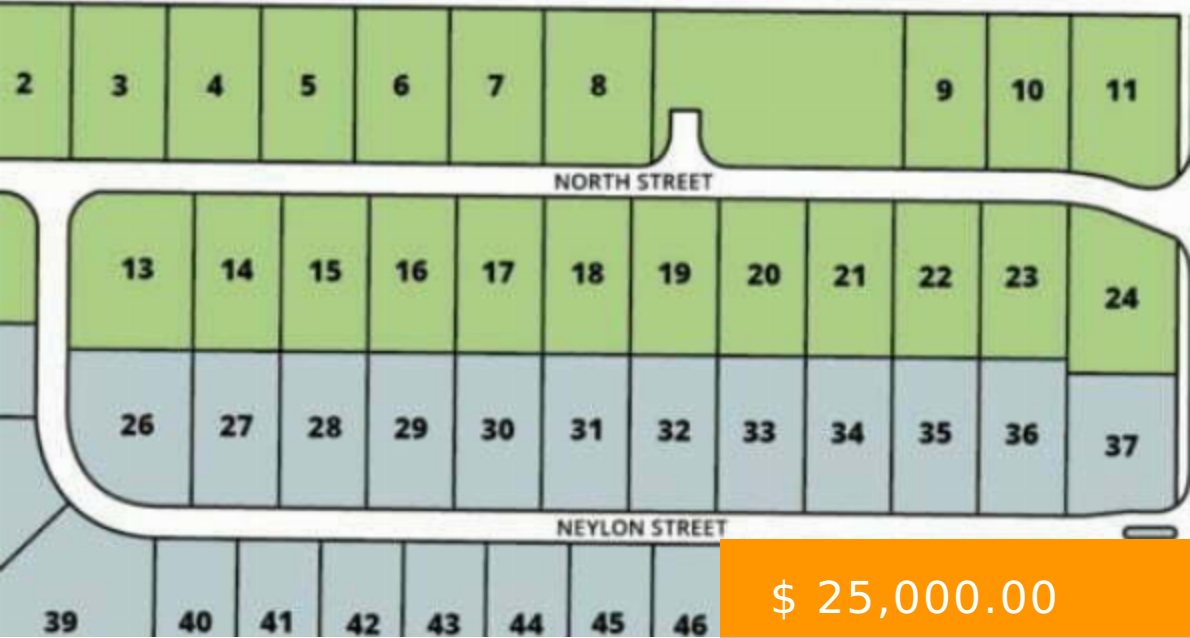 2 3 4 5 6 7 8 9 10 11
NORTH STREET
13 14 15 16 17 18 19 20 21 22 23 24
26 27 28 29 30 31 32 33 34 35 36 37
NEYLON STREET
39 40 41 42 43 44 45 46
$ 25,000.00